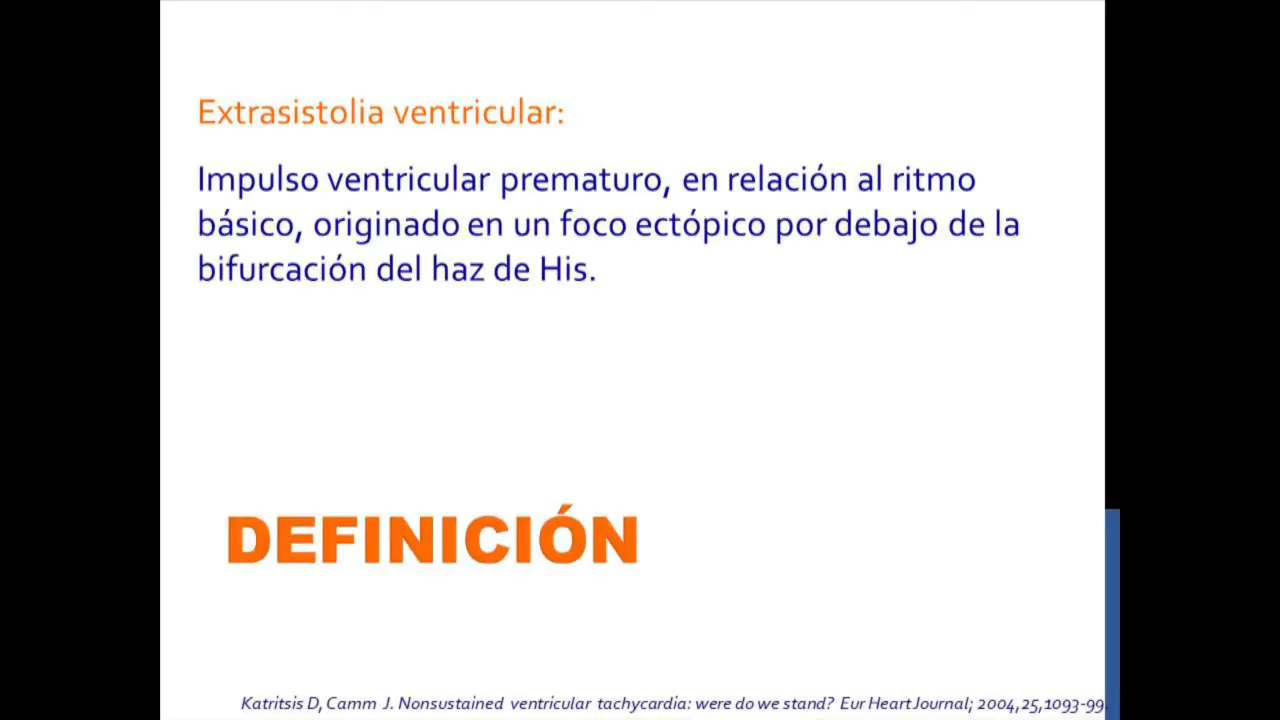 Extrasistolia ventricular:
Impulso ventricular prematuro, en relación al ritmo
básico, originado en un foco ectópico por debajo de la
bifurcación del haz de His.
DEFINICIÓN
Katritsis D, Camm J. Nonsustained ventricular tachycardia: were do we stand? Eur Heart Journal; 2004,25,1093-99.